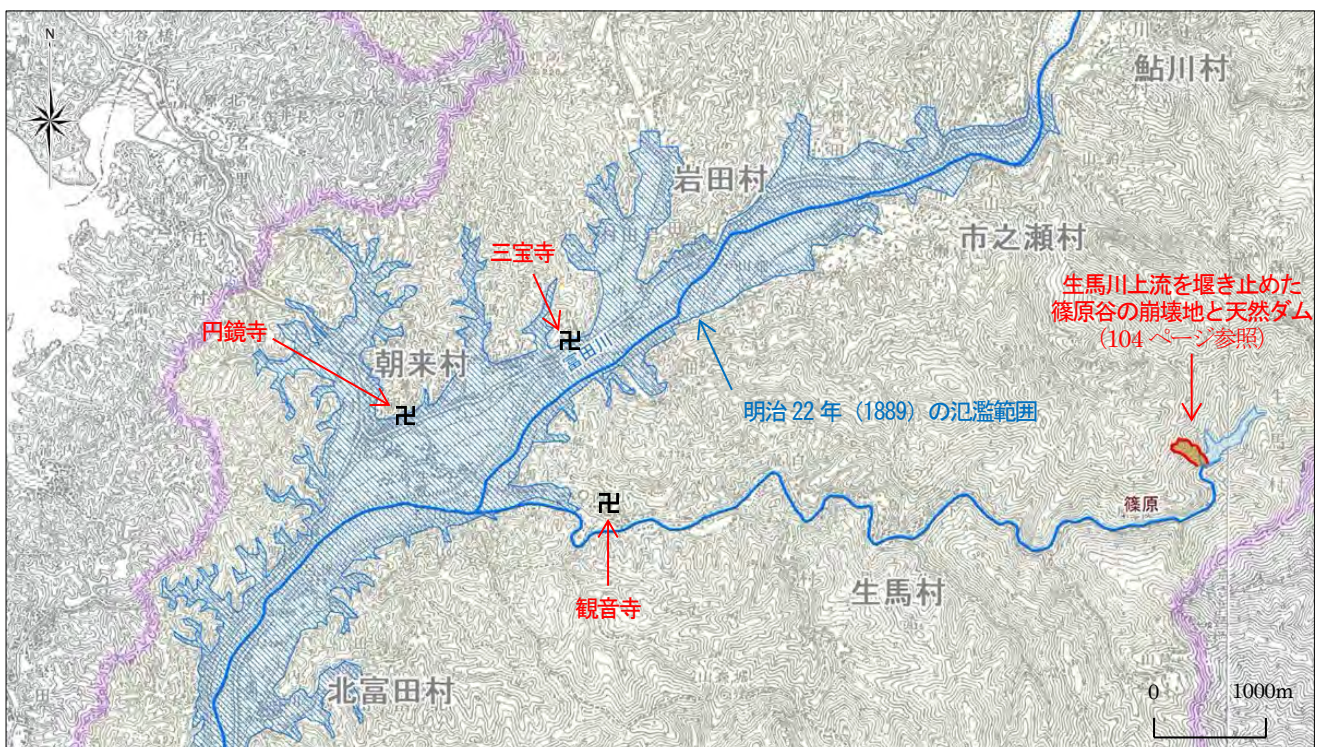 N
鮎川村
岩田村
市之瀬村
三宝寺
生馬川上流を堰き止めた
篠原谷の崩壊地と天然ダム
(104 ページ参照)
円鏡寺
朝来村
富田川
明治 22 年（1889）の氾濫範囲
篠原
観音寺
生馬村
北富田村
0 1000m